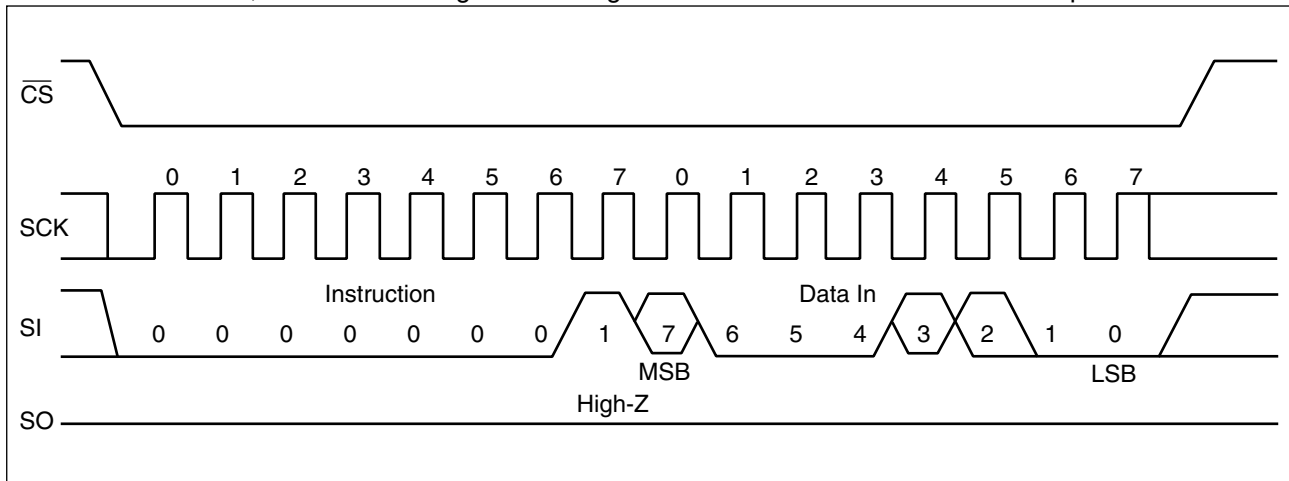 CS
0 1 2 3 4 5 6 7 0 1 2 3 4 5 6 7
SCK
Instruction Data In
SI 0 0 0 0 0 0 0 1 7 6 5 4 3 2 1 0
MSB LSB
High-Z
SO